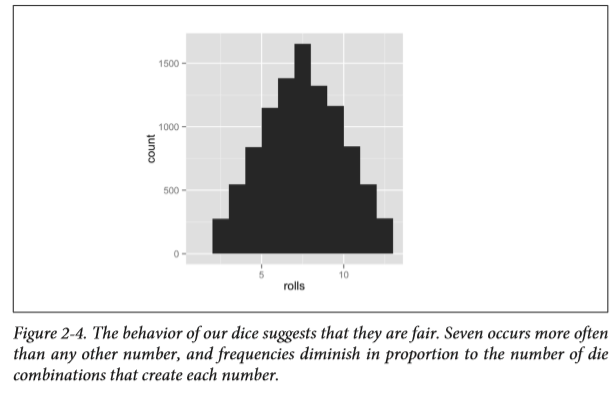 1500
1000
count
500
0
5 10
rolls
Figure 2-4. The behavior of our dice suggests that they are fair. Seven occurs more often
than any other number, and frequencies diminish in proportion to the number of die
combinations that create each number.